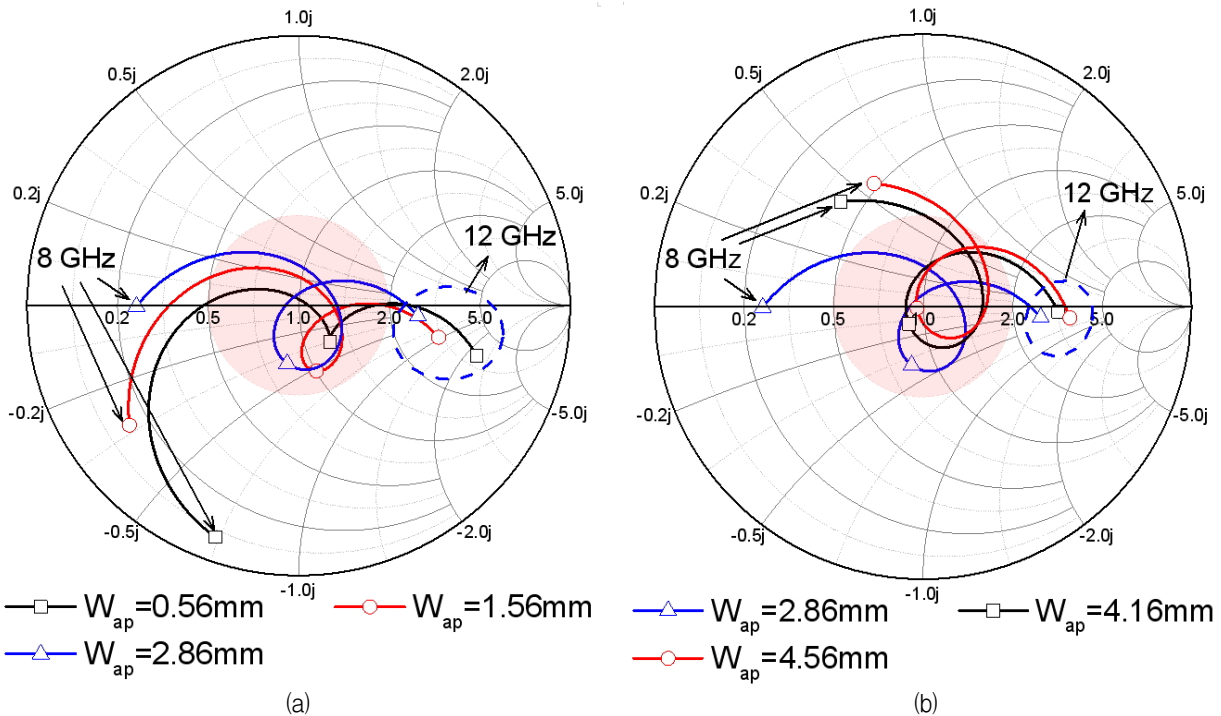 1.0j
1.0j
0.5j
2.0j
0.5j
2.0j
0.2j
5.0j
0.2j
5.0j
12 GHz
12 GHz
8 GHz
8 GHz
0.2
0.5
1.0
2.0
5.0
0.2
0.5
1.0
2.0
5.0
-0.2j
-5.0j
-0.2j
-5.0j
-0.5j
-2.0j
-0.5j
-2.0j
-1.0j
-1.0j
W_ap=0.56mm
W_ap=1.56mm
W_ap=2.86mm
W_ap=2.86mm
W_ap=4.16mm
W_ap=4.56mm
(a)
(b)